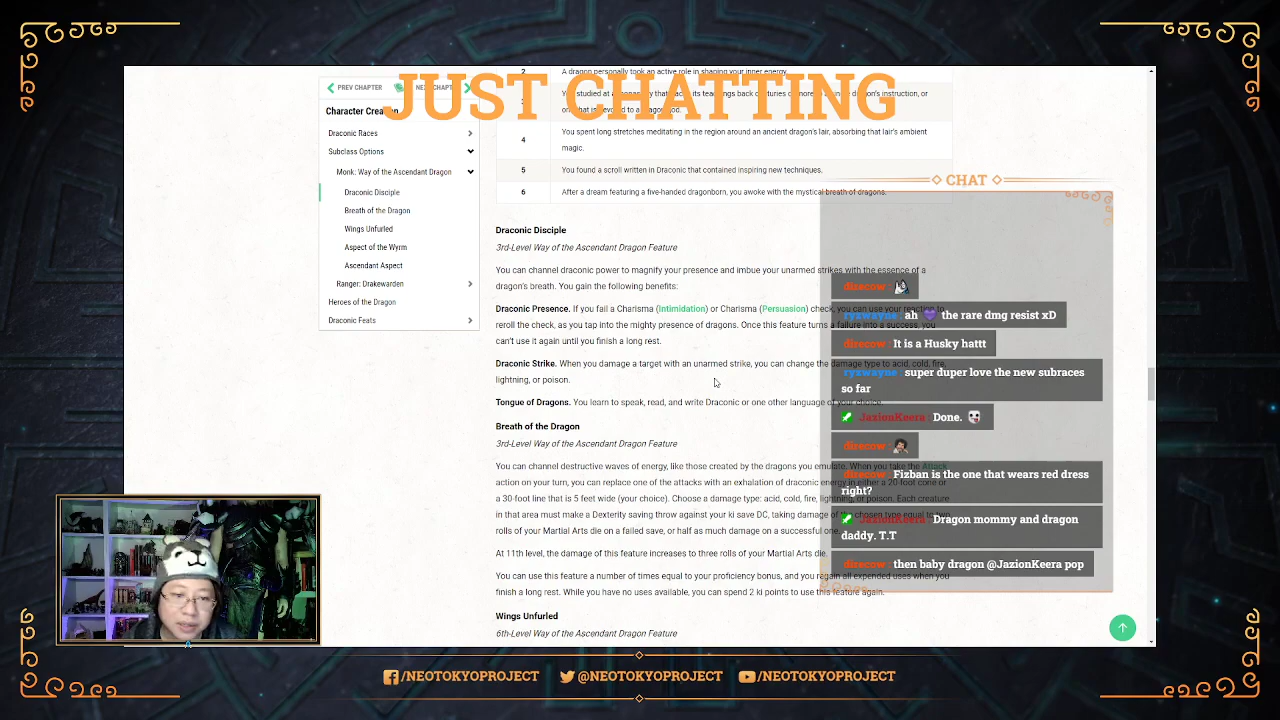 JUST CHATTING
PREV CHAPTER
Character
Draconic Races
Subclass Options
Monk: Way of the Ascendant Dragon
Draconic Disciple
Breath of the Dragon
Wings Unfurled
Aspect of the Wyrm
Ascendant Aspect
Ranger: Drakewarden
Heroes of the Dragon
Draconic Feats
2
A dragon personally took an active role in shaping your inner energy.
studied at a
its teachings back
dragon's instruction, or
4
You spent long stretches meditating in the region around an ancient dragon's lair, absorbing that lair's ambient
magic.
5
You found a scroll written in Draconic that contained inspiring new techniques.
6
After a dream featuring a five-handed dragonborn, you awoke with the mystical breath of dragons.
Draconic Disciple
3rd-Level Way of the Ascendant Dragon Feature
You can channel draconic power to magnify your presence and imbue your unarmed strikes with the essence of a
dragon's breath. You gain the following benefits:
Draconic Presence. If you fail a Charisma (Intimidation) or Charisma (Persuasion) check, you can use your reaction to
reroll the check, as you tap into the mighty presence of dragons. Once this feature turns a failure into a success, you
can't use it again until you finish a long rest.
Draconic Strike. When you damage a target with an unarmed strike, you can change the damage type to acid, cold, fire,
lightning, or poison.
Tongue of Dragons. You learn to speak, read, and write Draconic or one other language of your choice.
Breath of the Dragon
3rd-Level Way of the Ascendant Dragon Feature
You can channel destructive waves of energy, like those created by the dragons you emulate. When you take the Attack
action on your turn, you can replace one of the attacks with an exhalation of draconic energy in either a 20-foot cone or
a 30-foot line that is 5 feet wide (your choice). Choose a damage type: acid, cold, fire, lightning, or poison. Each creature
in that area must make a Dexterity saving throw against your ki save DC, taking damage of the chosen type equal to two
rolls of your Martial Arts die on a failed save, or half as much damage on a successful one.
At 11th level, the damage of this feature increases to three rolls of your Martial Arts die.
You can use this feature a number of times equal to your proficiency bonus, and you regain all expended uses when you
finish a long rest. While you have no uses available, you can spend 2 ki points to use this feature again.
Wings Unfurled
6th-Level Way of the Ascendant Dragon Feature
CHAT
direcow :
ryxwayne : ah the rare dmg resist xD
direcow : It is a Husky hattt
ryxwayne : super duper love the new subraces
so far
JazionKeera : Done.
direcow :
direcow : Fizban is the one that wears red dress
right?
JazionKeera : Dragon mommy and dragon
daddy. T.T
direcow : then baby dragon @JazionKeera pop
/NEOTOKYOPROJECT
@NEOTOKYOPROJECT
/NEOTOKYOPROJECT